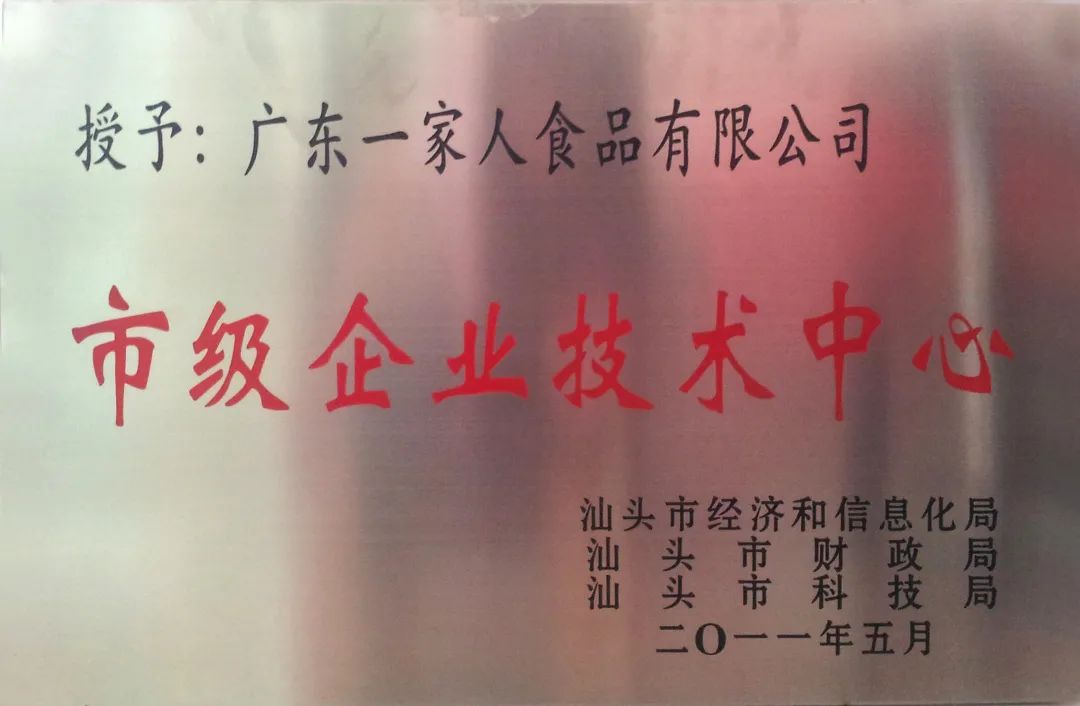 授予：广东一家人食品有限公司
市级企业技术中心
汕头市经济和信息化局
汕头市财政局
汕头市科技局
二〇一一年五月